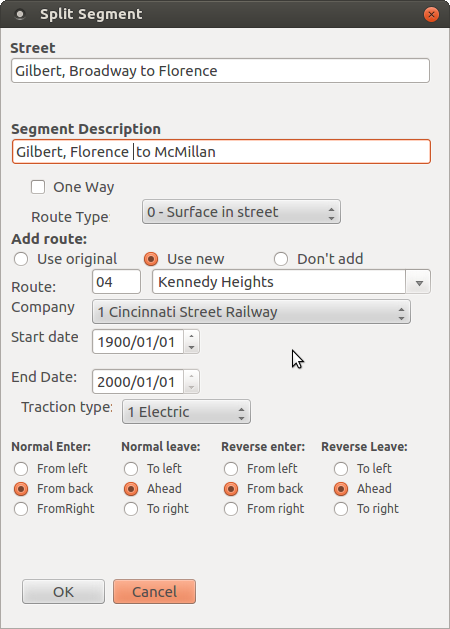 Split Segment
Street
Gilbert, Broadway to Florence
Segment Description
Gilbert, Florence to McMillan
One Way
Route Type: 0 - Surface in street
Add route:
Use original Use new Don't add
Route: 04 Kennedy Heights
Company 1 Cincinnati Street Railway
Start date 1900/01/01
End Date: 2000/01/01
Traction type: 1 Electric
Normal Enter: Normal leave: Reverse enter: Reverse Leave:
From left To left From left To left
From back Ahead From back Ahead
FromRight To right From right To right
OK Cancel